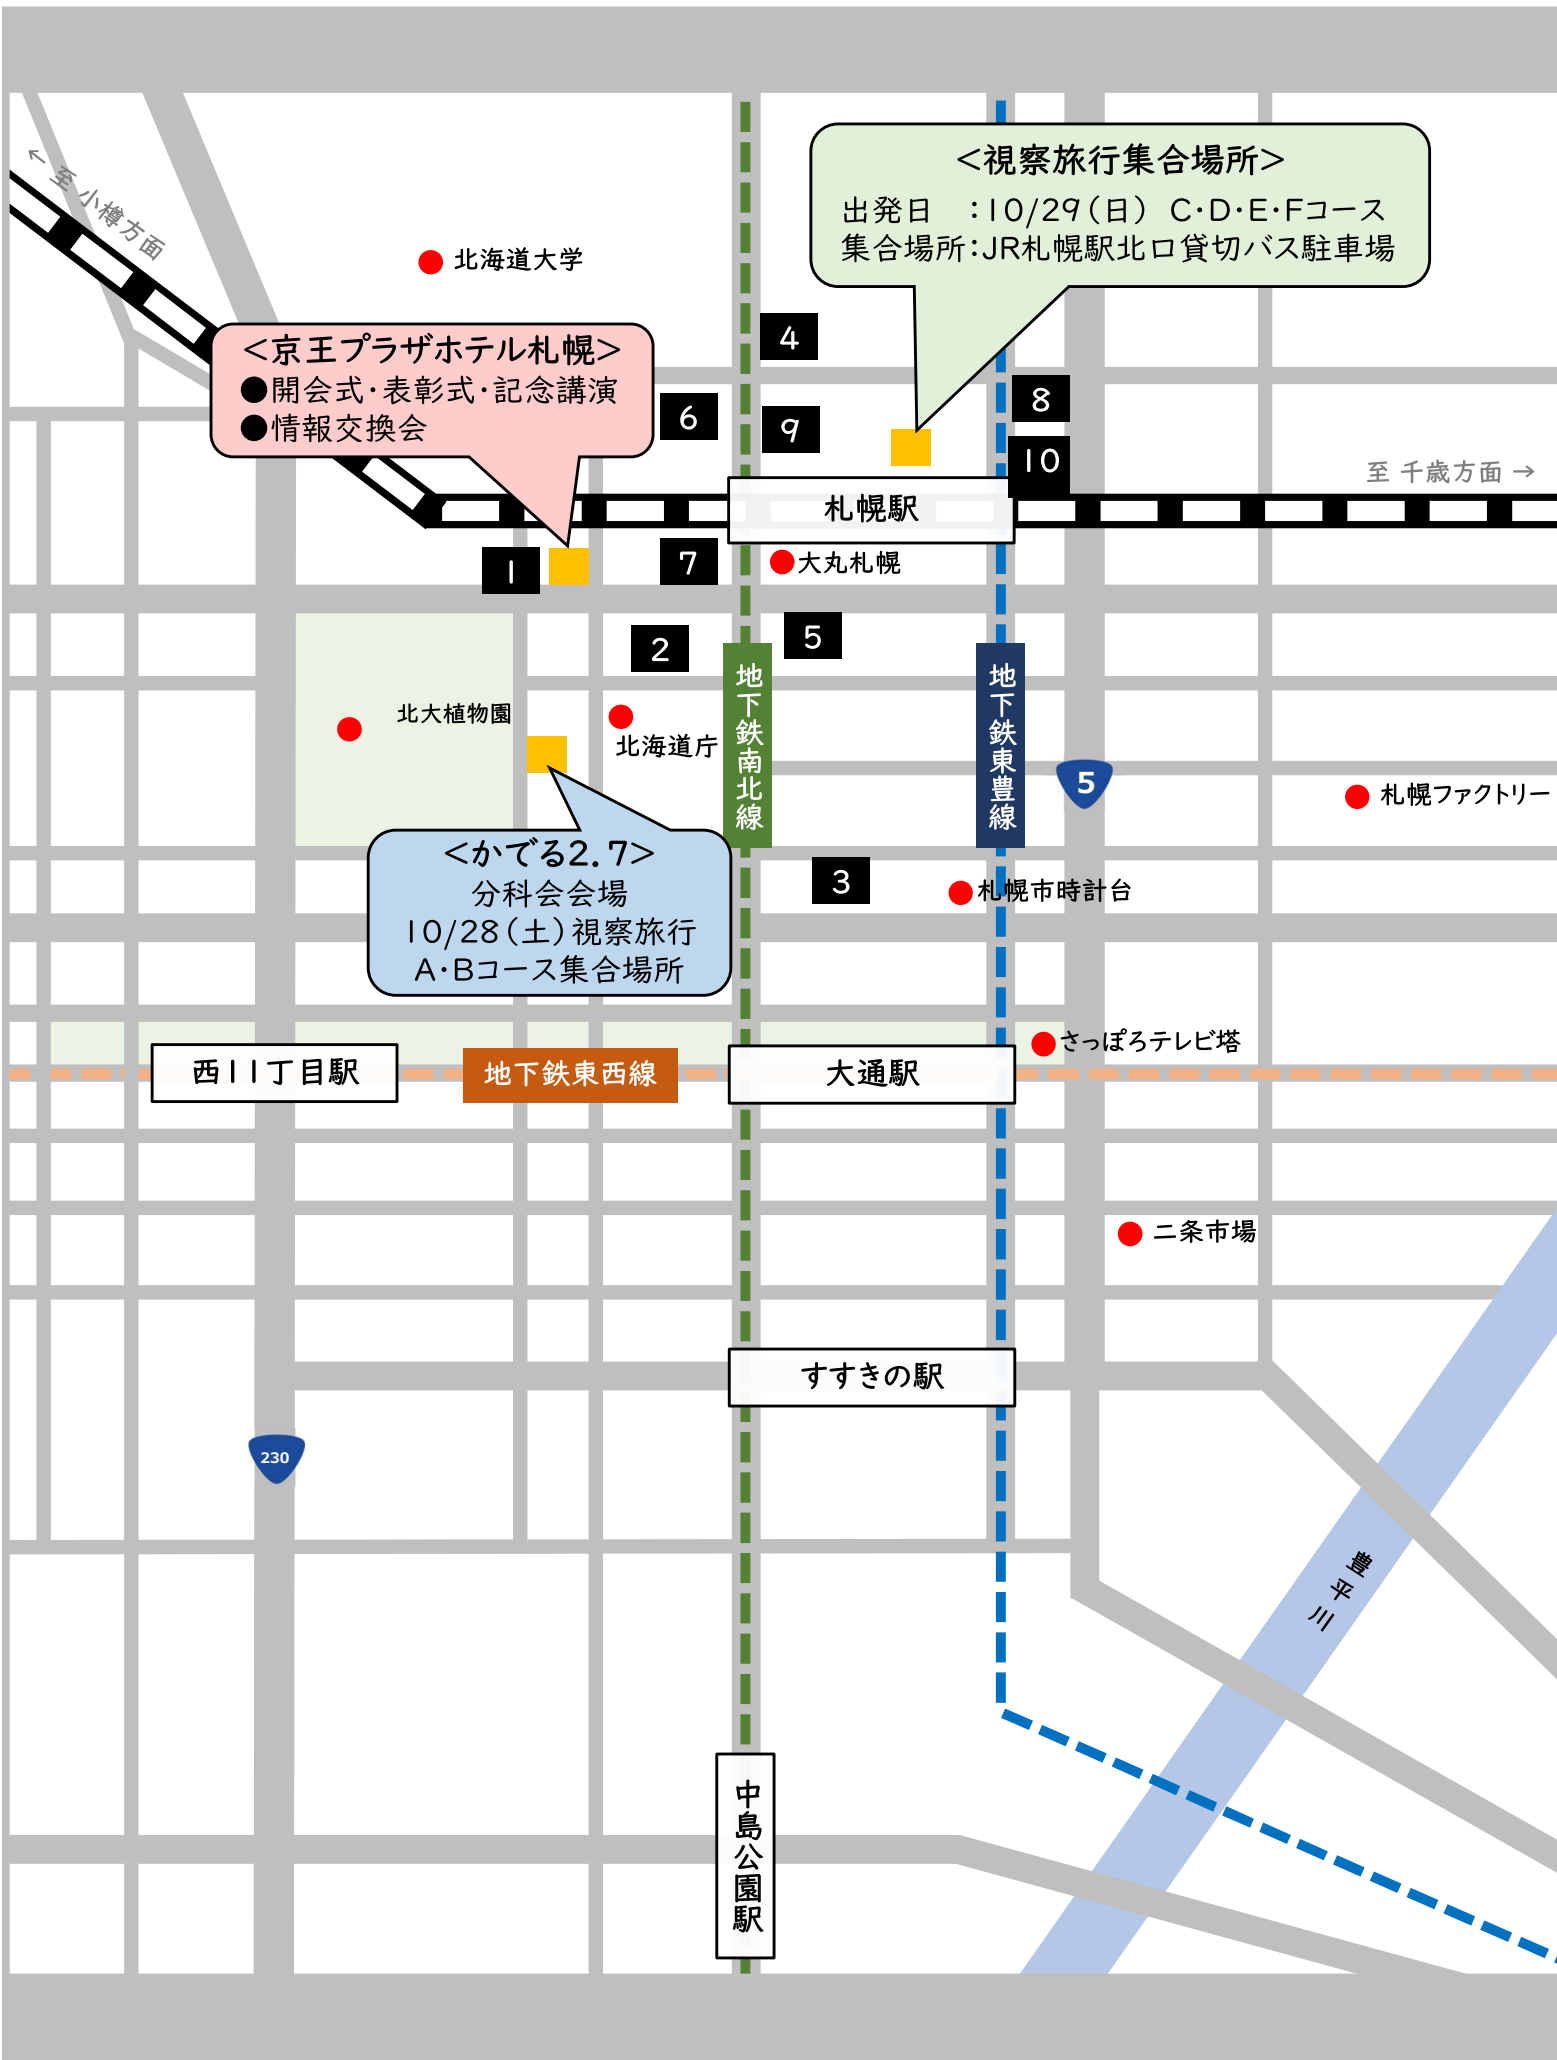 <視察旅行集合場所>
出発日　：10/29（日） C・D・E・Fコース
集合場所：JR札幌駅北口貸切バス駐車場
← 至 小樽方面
北海道大学
4
<京王プラザホテル札幌>
●開会式・表彰式・記念講演
●情報交換会
6
9
8
10
至 千歳方面 →
札幌駅
1
7
大丸札幌
2
5
地下鉄南北線
地下鉄東豊線
北大植物園
北海道庁
5
札幌ファクトリー
<かでる2.7>
分科会会場
10/28（土）視察旅行
A・Bコース集合場所
3
札幌市時計台
さっぽろテレビ塔
西11丁目駅
地下鉄東西線
大通駅
二条市場
すすきの駅
230
豊平川
中島公園駅